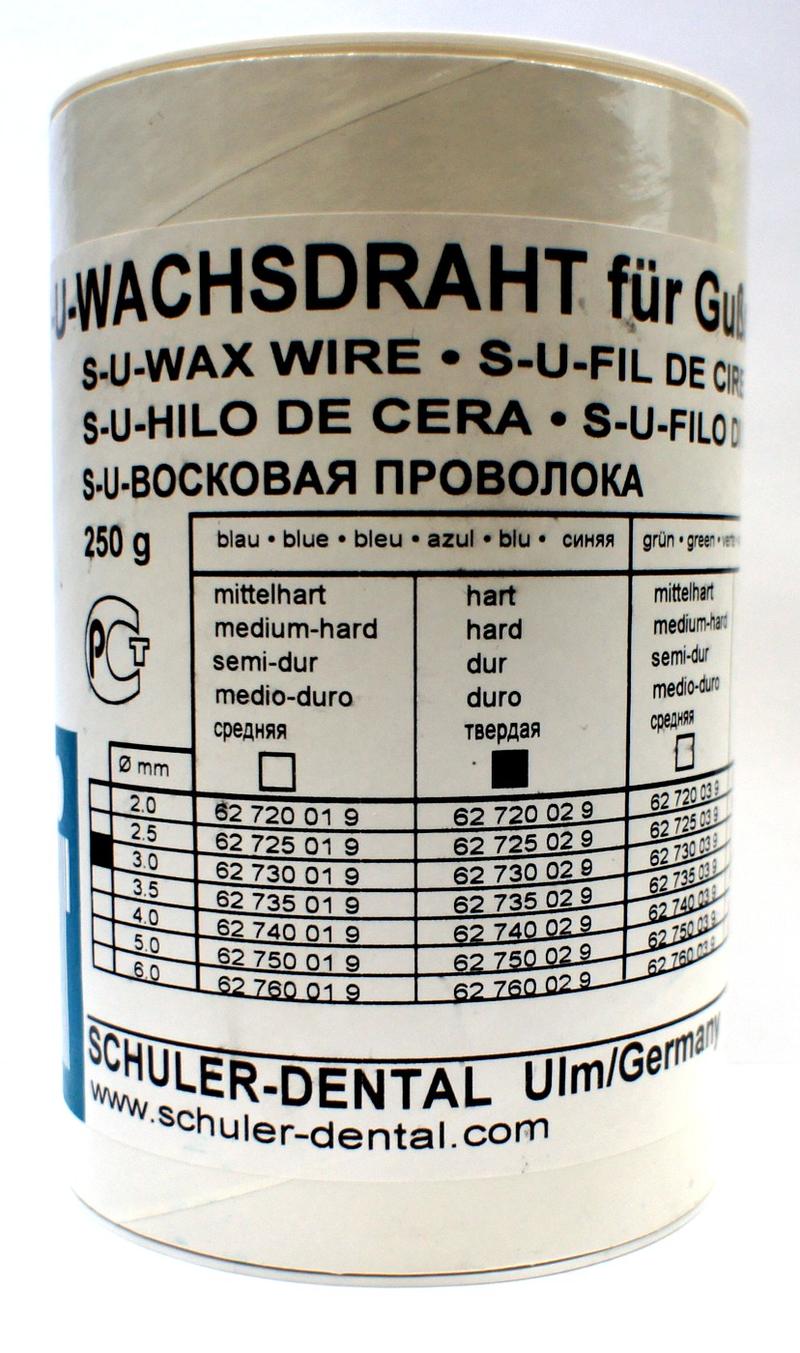 S-U-WACHSDRAHT für Guß
S-U-WAX WIRE • S-U-FIL DE CIRE
S-U-HILO DE CERA • S-U-FILO DI
S-U-ВОСКОВАЯ ПРОВОЛОКА
250 g
blau • blue • bleu • azul • blu • синяя grün • green •
mittelhart hart mittelhart
medium-hard hard medium-hard
semi-dur dur semi-dur
medio-duro duro medio-duro
средняя твердая средняя
РСТ
Ø mm
2.0 62 720 01 9 62 720 02 9 62 720 03 9
2.5 62 725 01 9 62 725 02 9 62 725 03 9
3.0 62 730 01 9 62 730 02 9 62 730 03 9
3.5 62 735 01 9 62 735 02 9 62 735 03 9
4.0 62 740 01 9 62 740 02 9 62 740 03 9
5.0 62 750 01 9 62 750 02 9 62 750 03 9
6.0 62 760 01 9 62 760 02 9 62 760 03 9
SCHULER-DENTAL Ulm/Germany
www.schuler-dental.com